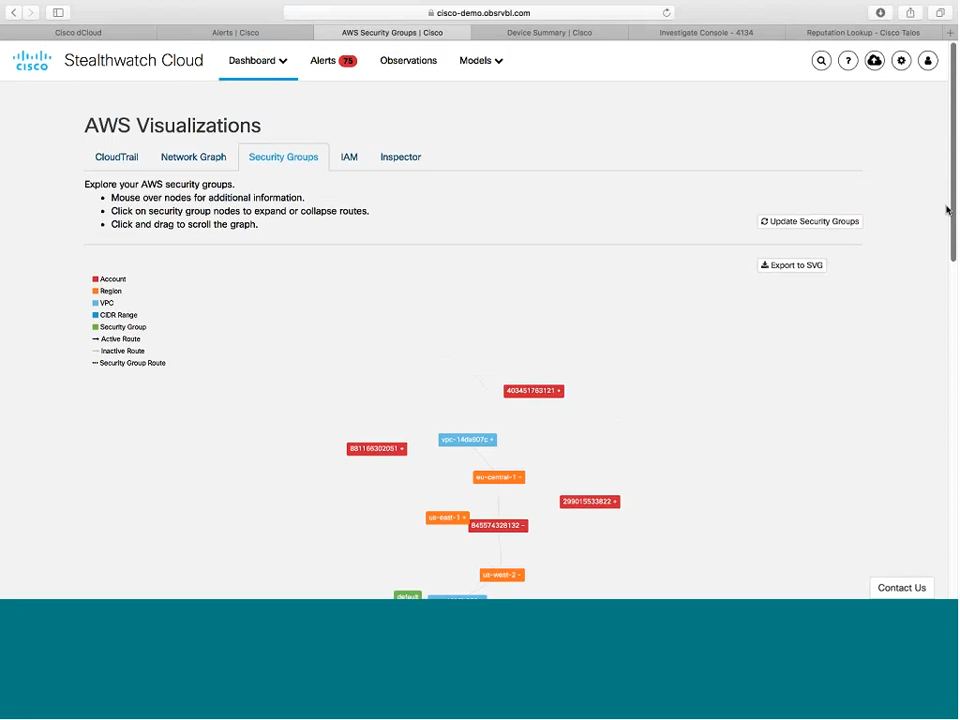 cisco-demo.obsrvbl.com
Cisco dCloud
Alerts | Cisco
AWS Security Groups | Cisco
Device Summary | Cisco
Investigate Console - 4134
Reputation Lookup - Cisco Talos
CISCO
Stealthwatch Cloud
Dashboard
Alerts 75
Observations
Models
AWS Visualizations
CloudTrail
Network Graph
Security Groups
IAM
Inspector
Explore your AWS security groups.
• Mouse over nodes for additional information.
• Click on security group nodes to expand or collapse routes.
• Click and drag to scroll the graph.
Update Security Groups
Export to SVG
Account
Region
VPC
CIDR Range
Security Group
Active Route
Inactive Route
Security Group Route
403451763121 +
vpc-14da607c +
881166302051 +
eu-central-1 -
299015533822 +
us-east-1 +
845574328132 -
us-west-2 -
default
Contact Us